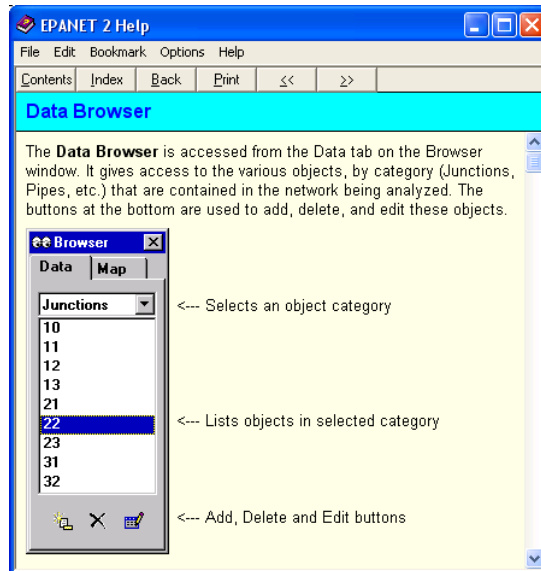 EPANET 2 Help
File Edit Bookmark Options Help
Contents Index Back Print << >>
Data Browser
The Data Browser is accessed from the Data tab on the Browser
window. It gives access to the various objects, by category (Junctions,
Pipes, etc.) that are contained in the network being analyzed. The
buttons at the bottom are used to add, delete, and edit these objects.
Browser
Data Map
Junctions <--- Selects an object category
10
11
12
13
21
22 <--- Lists objects in selected category
23
31
32
<--- Add, Delete and Edit buttons